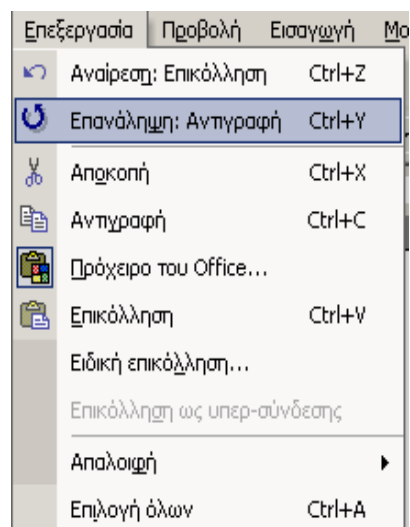 Επεξεργασία Προβολή Εισαγωγή Μο
Αναίρεση: Επικόλληση Ctrl+Z
Επανάληψη: Αντιγραφή Ctrl+Y
Αποκοπή Ctrl+X
Αντιγραφή Ctrl+C
Πρόχειρο του Office...
Επικόλληση Ctrl+V
Ειδική επικόλληση...
Επικόλληση ως υπερ-σύνδεσης
Απαλοιφή
Επιλογή όλων Ctrl+A